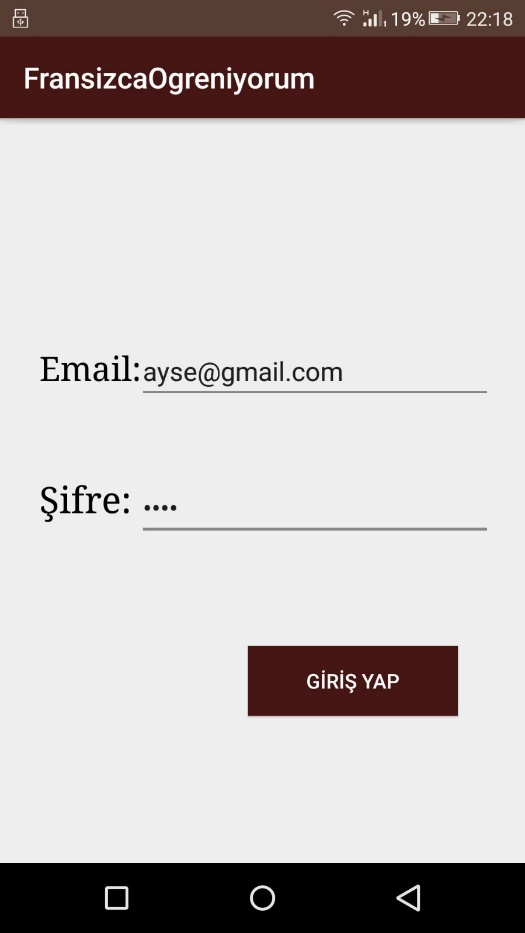 19% 22:18
FransizcaOgreniyorum
Email: ayse@gmail.com
Şifre: ••••
GİRİŞ YAP